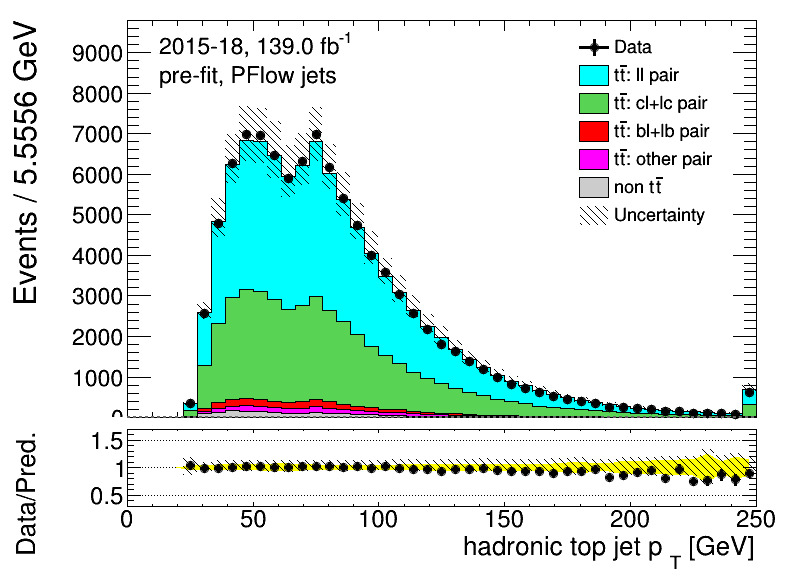 2015-18, 139.0 fb-1
pre-fit, PFlow jets
Data
tt̄: ll pair
tt̄: cl+lc pair
tt̄: bl+lb pair
tt̄: other pair
non tt̄
Uncertainty
Events / 5.5556 GeV
9000
8000
7000
6000
5000
4000
3000
2000
1000
0
Data/Pred.
1.5
1
0.5
0 50 100 150 200 250
hadronic top jet p T [GeV]